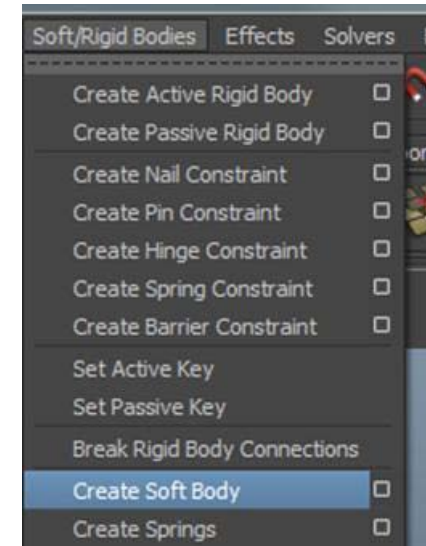 Soft/Rigid Bodies Effects Solvers
Create Active Rigid Body
Create Passive Rigid Body
Create Nail Constraint
Create Pin Constraint
Create Hinge Constraint
Create Spring Constraint
Create Barrier Constraint
Set Active Key
Set Passive Key
Break Rigid Body Connections
Create Soft Body
Create Springs